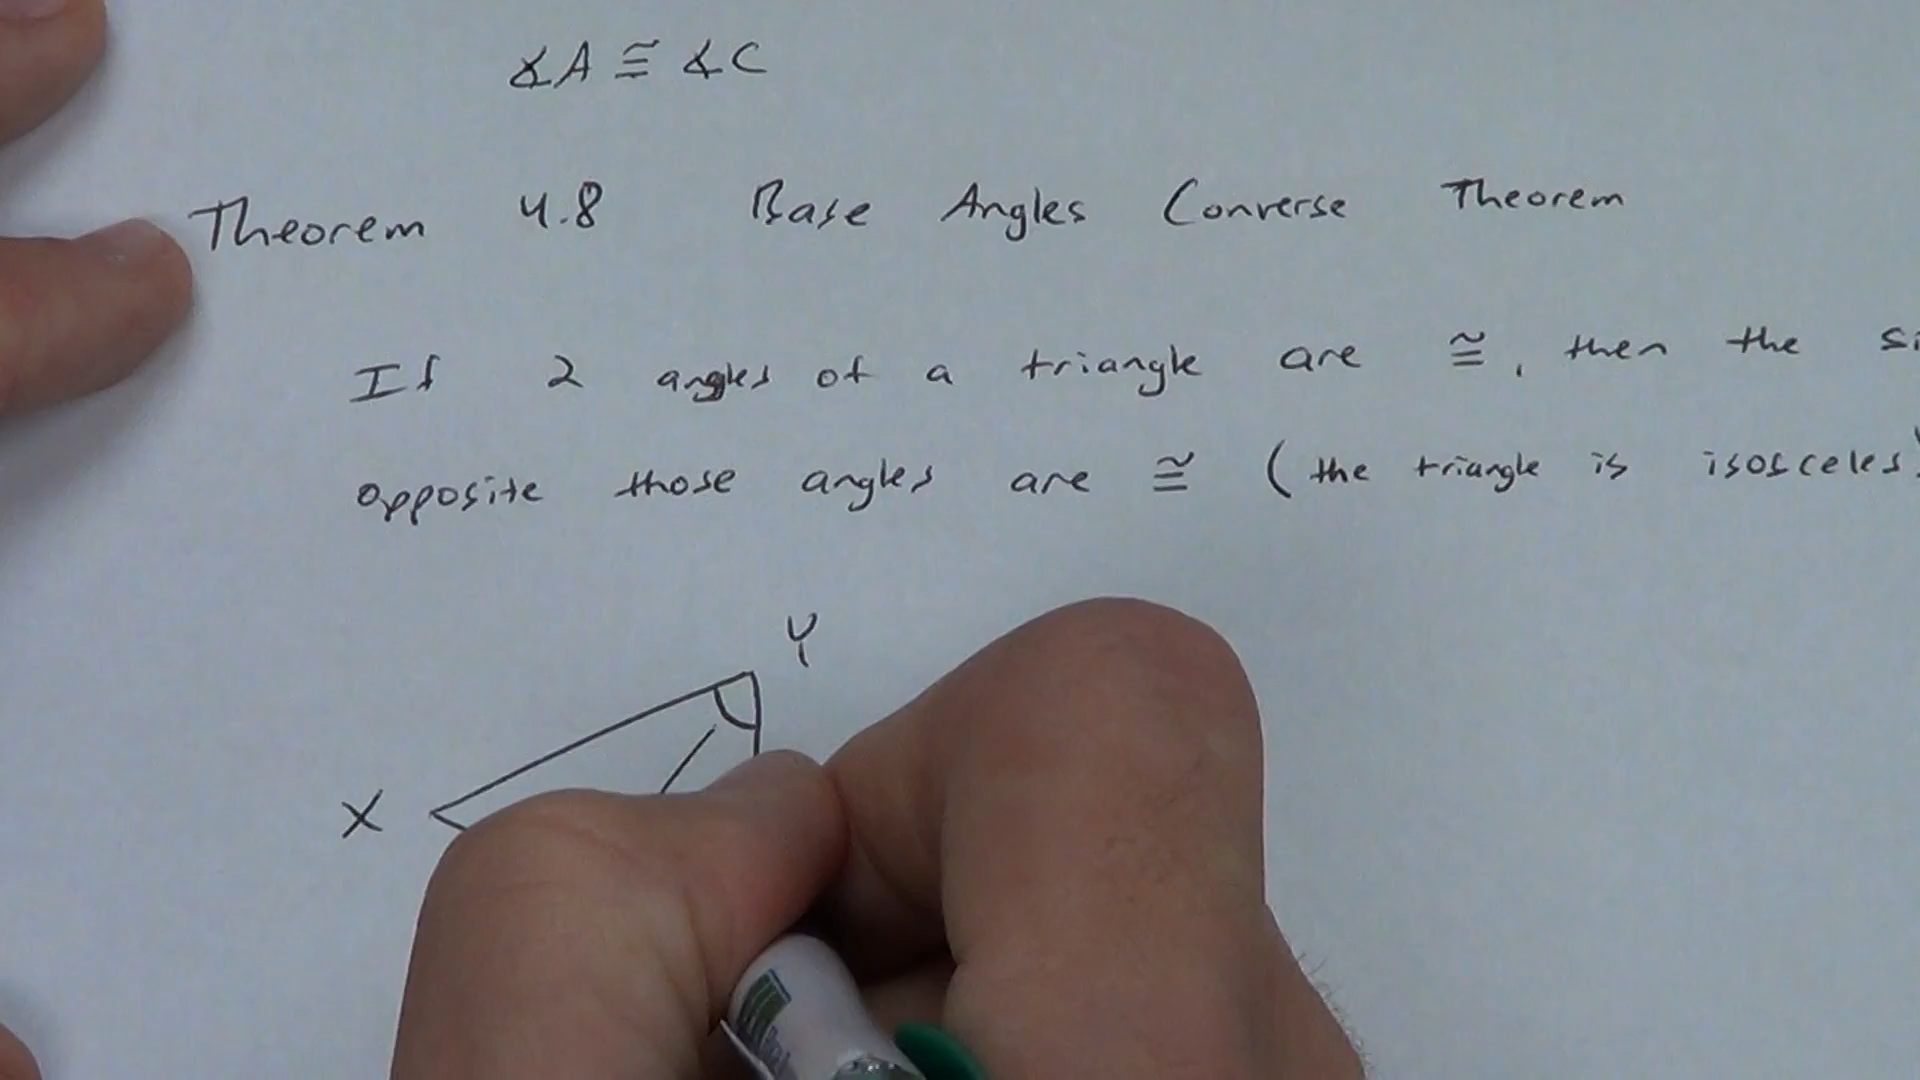 ∡A ≅ ∡C
Theorem 4.8 Base Angles Converse Theorem
If 2 angles of a triangle are ≅, then the si
opposite those angles are ≅ (the triangle is isosceles)
Y
X